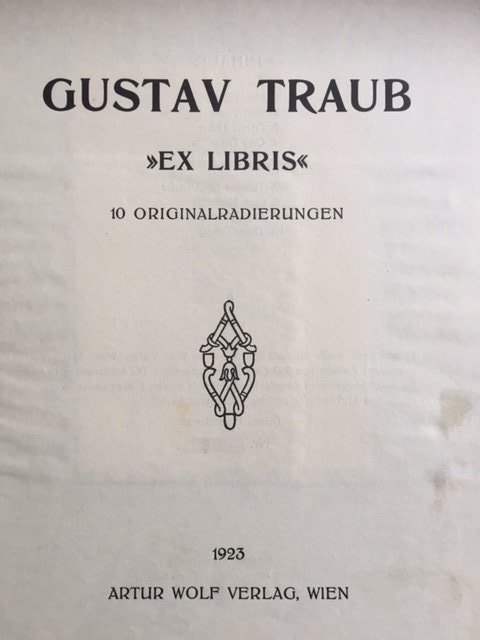 GUSTAV TRAUB
»EX LIBRIS«
10 ORIGINALRADIERUNGEN
1923
ARTUR WOLF VERLAG, WIEN